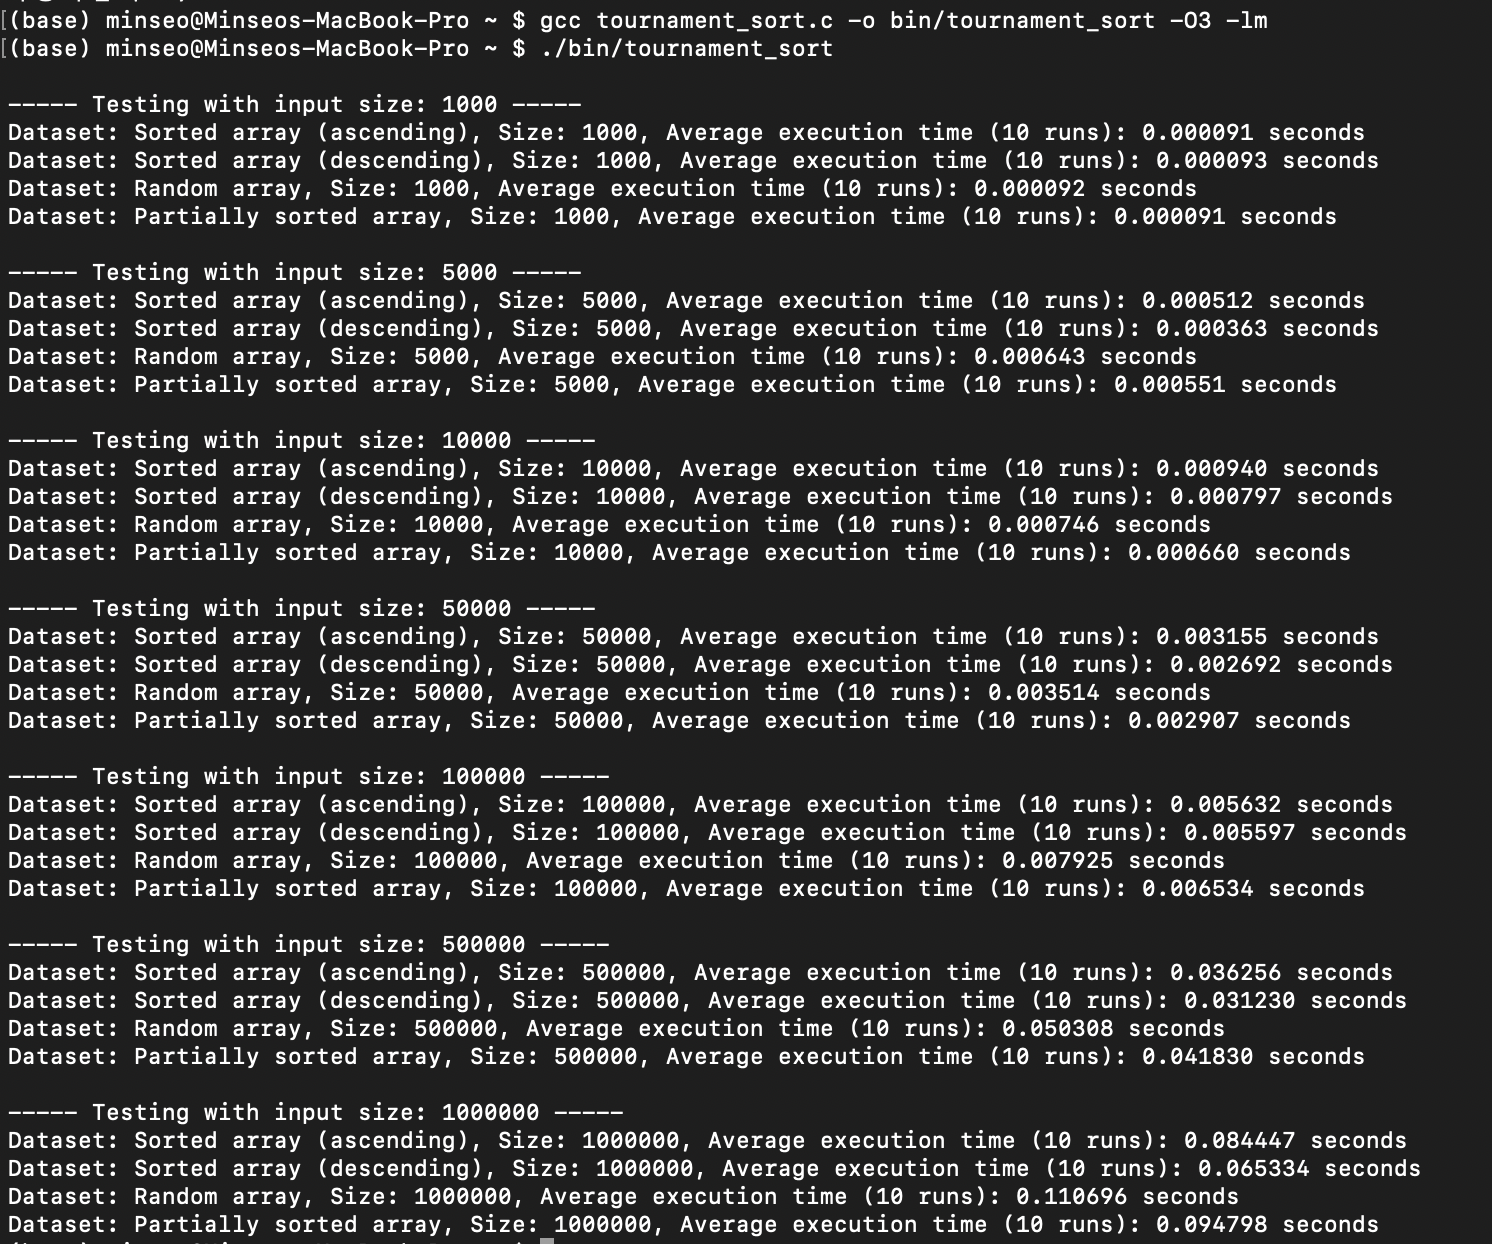 [(base) minseo@Minseos-MacBook-Pro ~ $ gcc tournament_sort.c -o bin/tournament_sort -O3 -lm
[(base) minseo@Minseos-MacBook-Pro ~ $ ./bin/tournament_sort
----- Testing with input size: 1000 -----
Dataset: Sorted array (ascending), Size: 1000, Average execution time (10 runs): 0.000091 seconds
Dataset: Sorted array (descending), Size: 1000, Average execution time (10 runs): 0.000093 seconds
Dataset: Random array, Size: 1000, Average execution time (10 runs): 0.000092 seconds
Dataset: Partially sorted array, Size: 1000, Average execution time (10 runs): 0.000091 seconds
----- Testing with input size: 5000 -----
Dataset: Sorted array (ascending), Size: 5000, Average execution time (10 runs): 0.000512 seconds
Dataset: Sorted array (descending), Size: 5000, Average execution time (10 runs): 0.000363 seconds
Dataset: Random array, Size: 5000, Average execution time (10 runs): 0.000643 seconds
Dataset: Partially sorted array, Size: 5000, Average execution time (10 runs): 0.000551 seconds
----- Testing with input size: 10000 -----
Dataset: Sorted array (ascending), Size: 10000, Average execution time (10 runs): 0.000940 seconds
Dataset: Sorted array (descending), Size: 10000, Average execution time (10 runs): 0.000797 seconds
Dataset: Random array, Size: 10000, Average execution time (10 runs): 0.000746 seconds
Dataset: Partially sorted array, Size: 10000, Average execution time (10 runs): 0.000660 seconds
----- Testing with input size: 50000 -----
Dataset: Sorted array (ascending), Size: 50000, Average execution time (10 runs): 0.003155 seconds
Dataset: Sorted array (descending), Size: 50000, Average execution time (10 runs): 0.002692 seconds
Dataset: Random array, Size: 50000, Average execution time (10 runs): 0.003514 seconds
Dataset: Partially sorted array, Size: 50000, Average execution time (10 runs): 0.002907 seconds
----- Testing with input size: 100000 -----
Dataset: Sorted array (ascending), Size: 100000, Average execution time (10 runs): 0.005632 seconds
Dataset: Sorted array (descending), Size: 100000, Average execution time (10 runs): 0.005597 seconds
Dataset: Random array, Size: 100000, Average execution time (10 runs): 0.007925 seconds
Dataset: Partially sorted array, Size: 100000, Average execution time (10 runs): 0.006534 seconds
----- Testing with input size: 500000 -----
Dataset: Sorted array (ascending), Size: 500000, Average execution time (10 runs): 0.036256 seconds
Dataset: Sorted array (descending), Size: 500000, Average execution time (10 runs): 0.031230 seconds
Dataset: Random array, Size: 500000, Average execution time (10 runs): 0.050308 seconds
Dataset: Partially sorted array, Size: 500000, Average execution time (10 runs): 0.041830 seconds
----- Testing with input size: 1000000 -----
Dataset: Sorted array (ascending), Size: 1000000, Average execution time (10 runs): 0.084447 seconds
Dataset: Sorted array (descending), Size: 1000000, Average execution time (10 runs): 0.065334 seconds
Dataset: Random array, Size: 1000000, Average execution time (10 runs): 0.110696 seconds
Dataset: Partially sorted array, Size: 1000000, Average execution time (10 runs): 0.094798 seconds